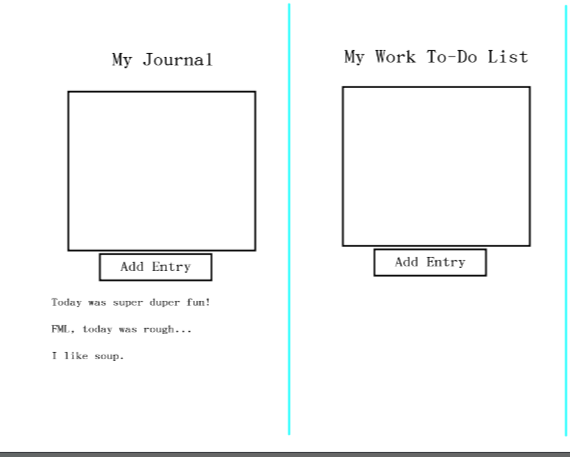 My Journal
Add Entry
Today was super duper fun!
FML, today was rough...
I like soup.
My Work To-Do List
Add Entry